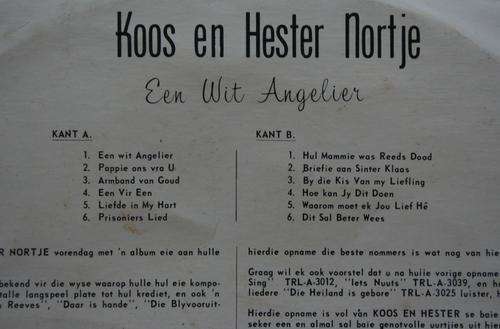 Koos en Hester Nortje
Een Wit Angelier
KANT A.
1. Een wit Angelier
2. Pappie ons vra U
3. Armband van Goud
4. Een Vir Een
5. Liefde in My Hart
6. Prisoniers Lied
KANT B.
1. Hul Mammie was Reeds Dood
2. Briefie aan Sinter Klaas
3. By die Kis Van my Liefling
4. Hoe kan Jy Dit Doen
5. Waarom moet ek Jou Lief Hê
6. Dit Sal Beter Wees
R NORTJE vorendag met 'n album eie aan hulle
bekend vir die wyse waarop hulle hul eie kompo-
talle langspeel plate tot hul krediet, en ook 'n
Reeves", "Daar is hande", "Die Blyvooruit-
hierdie opname die beste nommers is wat nog van hier
Graag wil ek ook voorstel dat u na hulle vorige opname
Sing" TRL-A-3012, "Iets Nuuts" TRL-A-3039, en
liedere "Die Heiland is gebore" TRL-A-3025 luister,
Hierdie opname is vol van KOOS EN HESTER se baie
seker een en almal sal baie genotvolle uurtjies uit